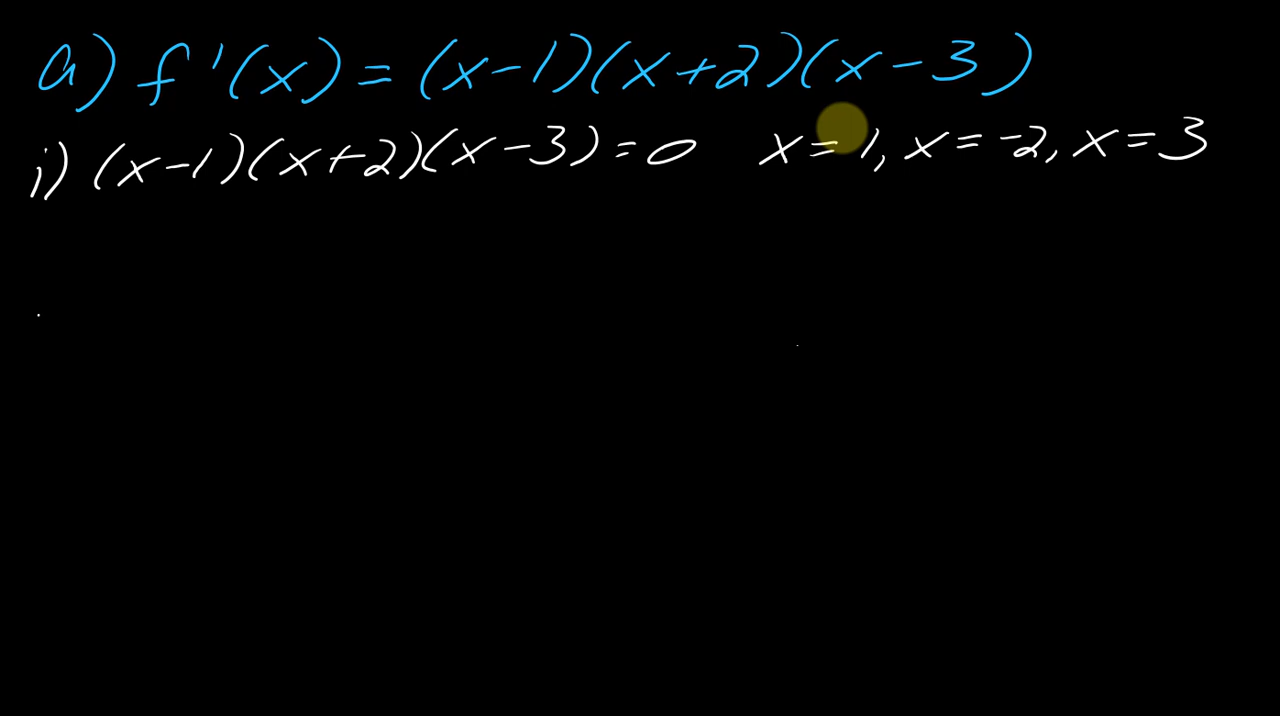 a) f'(x) = (x-1)(x+2)(x-3)
i) (x-1)(x+2)(x-3)=0 x=1, x=-2, x=3